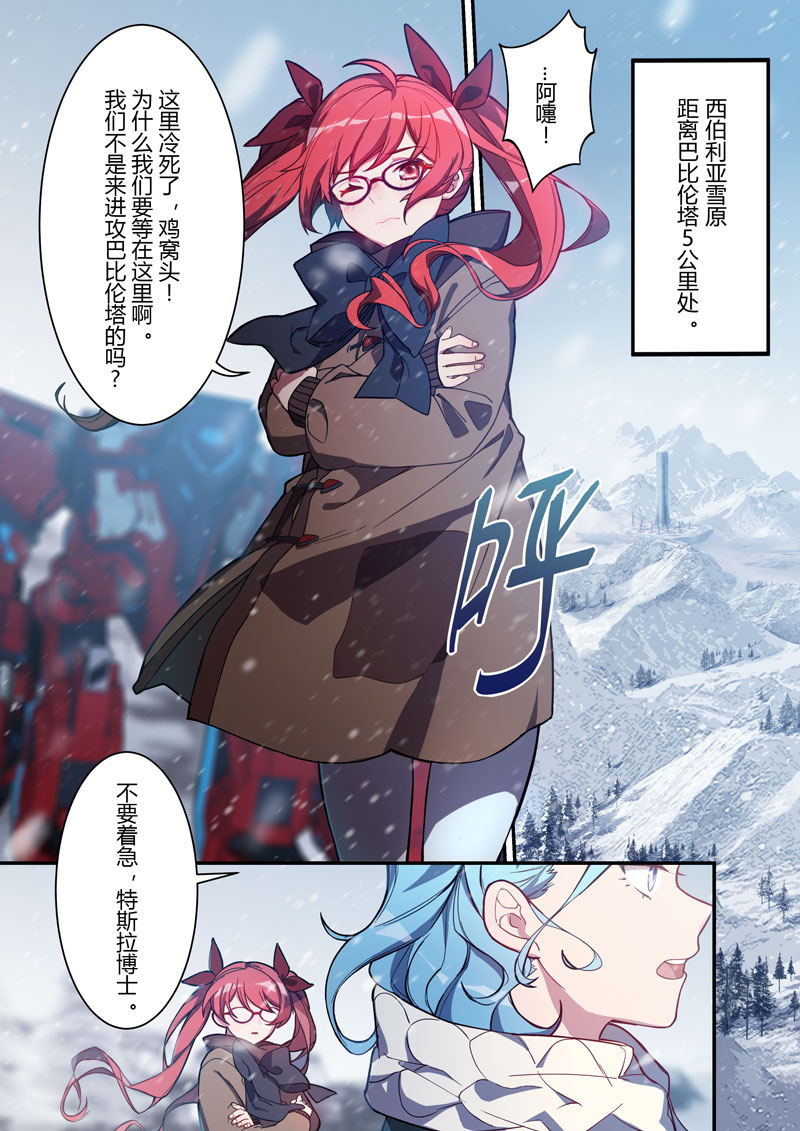 西伯利亚雪原
距离巴比伦塔5公里处。
…阿嚏！
这里冷死了，鸡窝头！
为什么我们要等在这里啊。
我们不是来进攻巴比伦塔的吗？
呼
不要着急，特斯拉博士。